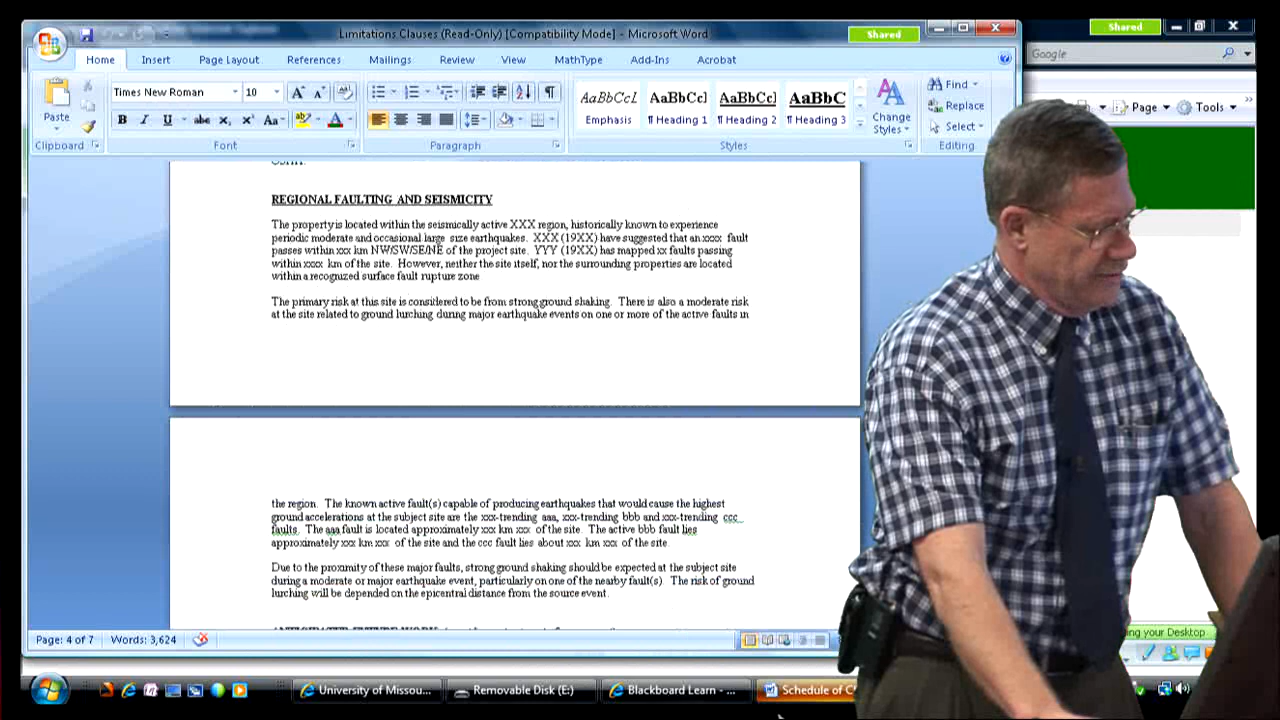 Limitations Clauses (Read-Only) [Compatibility Mode] - Microsoft Word
Shared
Shared
Google
Home Insert Page Layout References Mailings Review View MathType Add-Ins Acrobat
Page Tools
Paste
Times New Roman 10
B I U abc x₂ x² Aa
AaBbCcI AaBbCcI AaBbCcI AaBbC
Emphasis ¶ Heading 1 ¶ Heading 2 ¶ Heading 3
Change Styles
Find
Replace
Select
Clipboard Font Paragraph Styles Editing
REGIONAL FAULTING AND SEISMICITY
The property is located within the seismically active XXX region, historically known to experience
periodic moderate and occasional large size earthquakes. XXX (19XX) have suggested that an xxx fault
passes within xxx km NW/SW/SE/NE of the project site. YYY (19XX) has mapped xx faults passing
within xxxx km of the site. However, neither the site itself, nor the surrounding properties are located
within a recognized surface fault rupture zone
The primary risk at this site is considered to be from strong ground shaking. There is also a moderate risk
at the site related to ground lurching during major earthquake events on one or more of the active faults in
the region. The known active fault(s) capable of producing earthquakes that would cause the highest
ground accelerations at the subject site are the xxx-trending aaa, xxx-trending bbb and xxx-trending ccc
faults. The aaa fault is located approximately xxx km xxx of the site. The active bbb fault lies
approximately xxx km xxx of the site and the ccc fault lies about xxx km xxx of the site.
Due to the proximity of these major faults, strong ground shaking should be expected at the subject site
during a moderate or major earthquake event, particularly on one of the nearby fault(s) The risk of ground
lurching will be depended on the epicentral distance from the source event.
Page: 4 of 7 Words: 3,624
your Desktop
University of Missou... Removable Disk (E:) Blackboard Learn - ... Schedule of